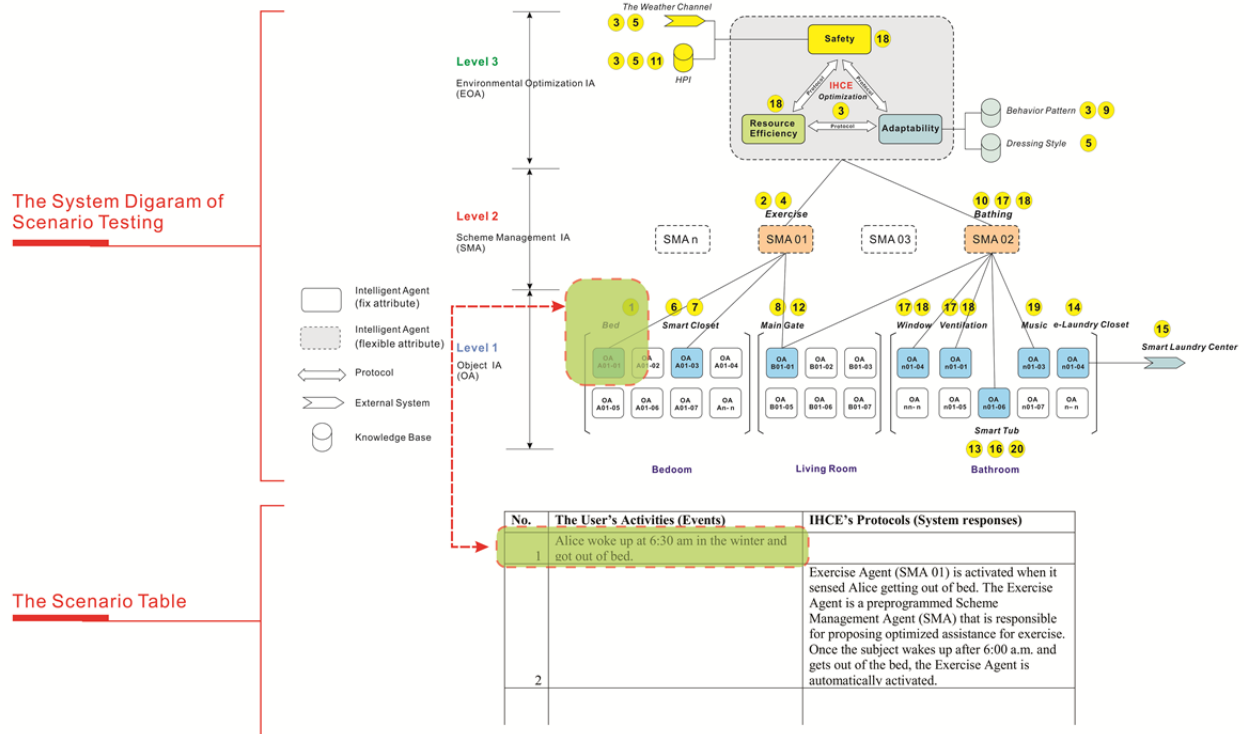 The Weather Channel
3 5
Safety
18
3 5 11
HPI
Level 3
Environmental Optimization IA
(EOA)
Protocol
Protocol
IHCE
Optimization
18
3
Resource
Efficiency
Protocol
Adaptability
Behavior Pattern
3 9
Dressing Style
5
The System Digaram of
Scenario Testing
Level 2
Scheme Management IA
(SMA)
2 4
Exercise
10 17 18
Bathing
SMA n
SMA 01
SMA 03
SMA 02
Intelligent Agent
(fix attribute)
Intelligent Agent
(flexible attribute)
Protocol
External System
Knowledge Base
Level 1
Object IA
(OA)
1
Bed
6 7
Smart Closet
8 12
Main Gate
17 18
Window
17 18
Ventilation
19
Music
14
e-Laundry Closet
15
Smart Laundry Center
OA A01-01
OA A01-02
OA A01-03
OA A01-04
OA B01-01
OA B01-02
OA B01-03
OA n01-04
OA n01-01
OA n01-03
OA n01-04
OA A01-05
OA A01-06
OA A01-07
OA An- n
OA B01-05
OA B01-06
OA B01-07
OA nn- n
OA n01-05
OA n01-06
OA n01-07
OA n- n
Smart Tub
13 16 20
Bedoom
Living Room
Bathroom
The Scenario Table
No. The User's Activities (Events) IHCE's Protocols (System responses)
Alice woke up at 6:30 am in the winter and
1 got out of bed.
Exercise Agent (SMA 01) is activated when it
sensed Alice getting out of bed. The Exercise
Agent is a preprogrammed Scheme
Management Agent (SMA) that is responsible
for proposing optimized assistance for exercise.
Once the subject wakes up after 6:00 a.m. and
gets out of the bed, the Exercise Agent is
2 automatically activated.